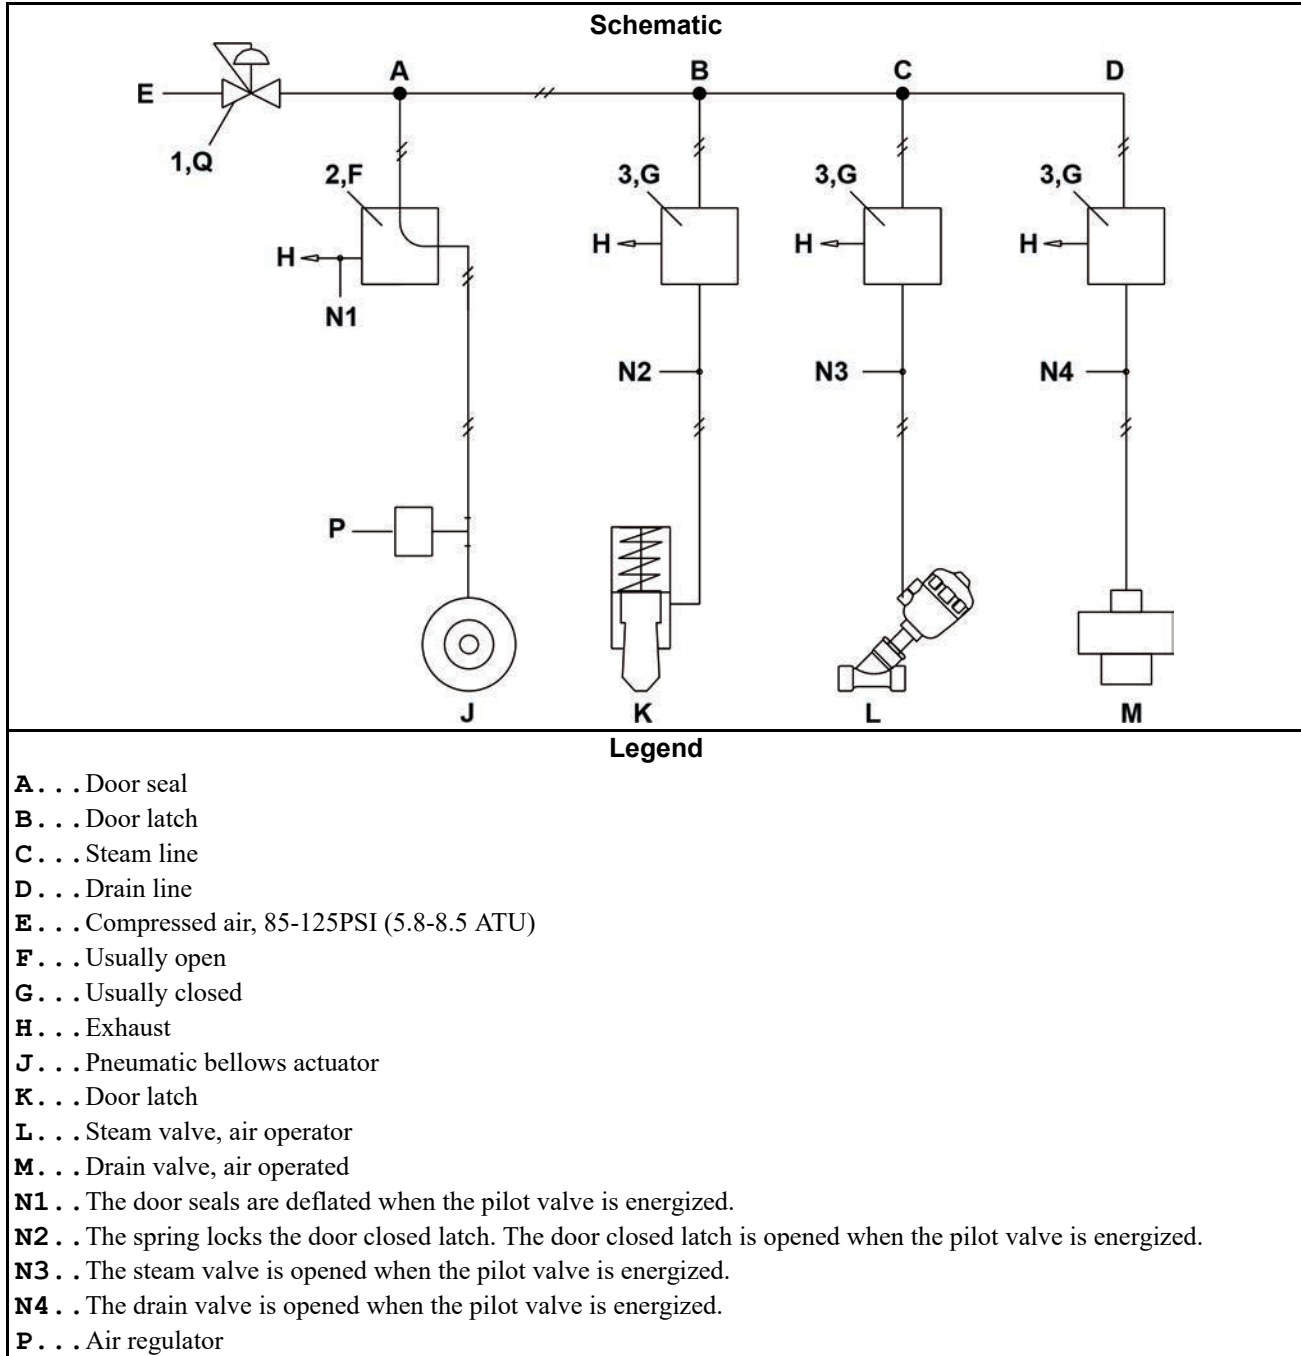 Schematic
A B C D
E
1,Q
2,F 3,G 3,G 3,G
H H H H
N1
N2 N3 N4
P
J K L M
Legend
A...Door seal
B...Door latch
C...Steam line
D...Drain line
E...Compressed air, 85-125PSI (5.8-8.5 ATU)
F...Usually open
G...Usually closed
H...Exhaust
J...Pneumatic bellows actuator
K...Door latch
L...Steam valve, air operator
M...Drain valve, air operated
N1..The door seals are deflated when the pilot valve is energized.
N2..The spring locks the door closed latch. The door closed latch is opened when the pilot valve is energized.
N3..The steam valve is opened when the pilot valve is energized.
N4..The drain valve is opened when the pilot valve is energized.
P...Air regulator